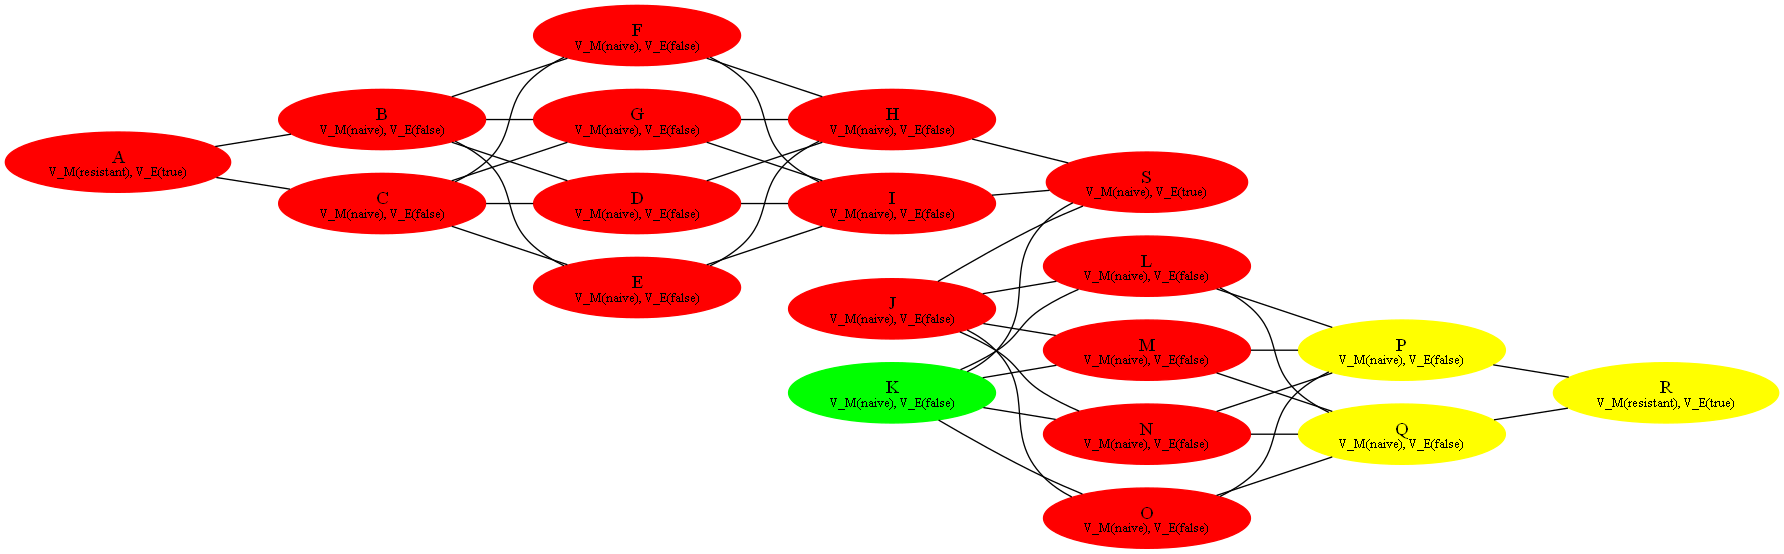 F
V_M(naive), V_E(false)
B
V_M(naive), V_E(false)
G
V_M(naive), V_E(false)
H
V_M(naive), V_E(false)
A
V_M(resistant), V_E(true)
S
V_M(naive), V_E(true)
C
V_M(naive), V_E(false)
D
V_M(naive), V_E(false)
I
V_M(naive), V_E(false)
L
V_M(naive), V_E(false)
E
V_M(naive), V_E(false)
J
V_M(naive), V_E(false)
M
V_M(naive), V_E(false)
P
V_M(naive), V_E(false)
K
V_M(naive), V_E(false)
R
V_M(resistant), V_E(true)
N
V_M(naive), V_E(false)
Q
V_M(naive), V_E(false)
O
V_M(naive), V_E(false)